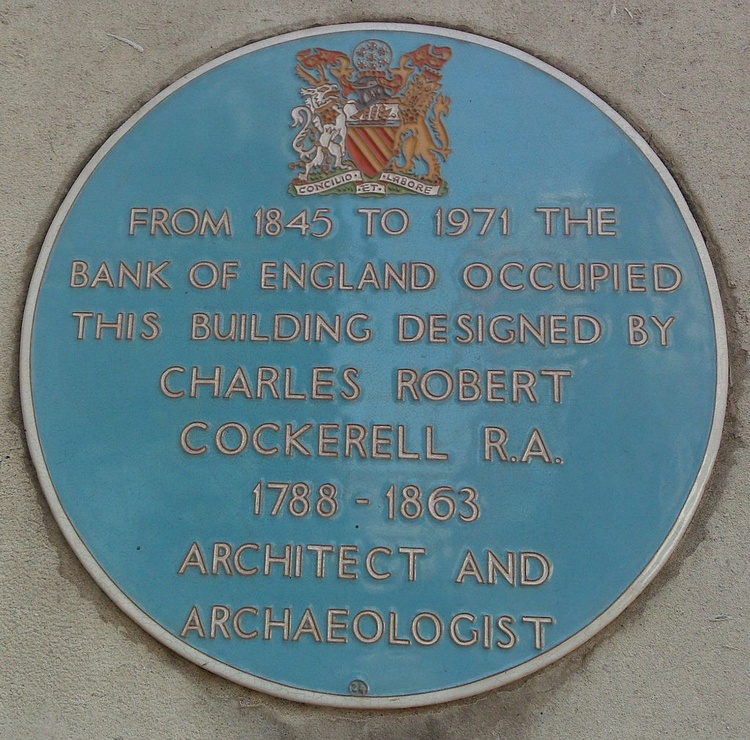 CONCILIO ET LABORE
FROM 1845 TO 1971 THE
BANK OF ENGLAND OCCUPIED
THIS BUILDING DESIGNED BY
CHARLES ROBERT
COCKERELL R.A.
1788 - 1863
ARCHITECT AND
ARCHAEOLOGIST